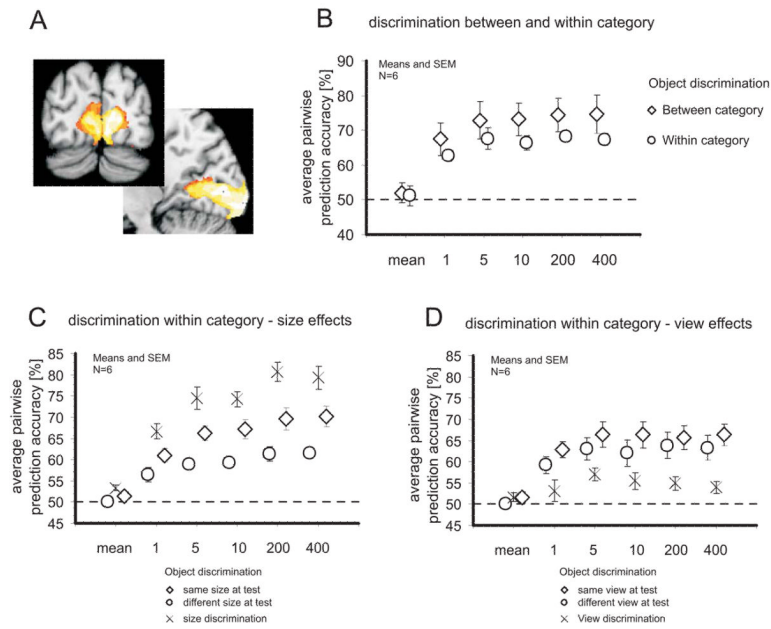 A
B
discrimination between and within category
average pairwise
prediction accuracy [%]
90
80
70
60
50
40
Means and SEM
N=6
mean 1 5 10 200 400
Object discrimination
Between category
Within category
C
discrimination within category - size effects
average pairwise
prediction accuracy [%]
85
80
75
70
65
60
55
50
45
Means and SEM
N=6
mean 1 5 10 200 400
Object discrimination
same size at test
different size at test
size discrimination
D
discrimination within category - view effects
average pairwise
prediction accuracy [%]
85
80
75
70
65
60
55
50
45
Means and SEM
N=6
mean 1 5 10 200 400
Object discrimination
same view at test
different view at test
View discrimination